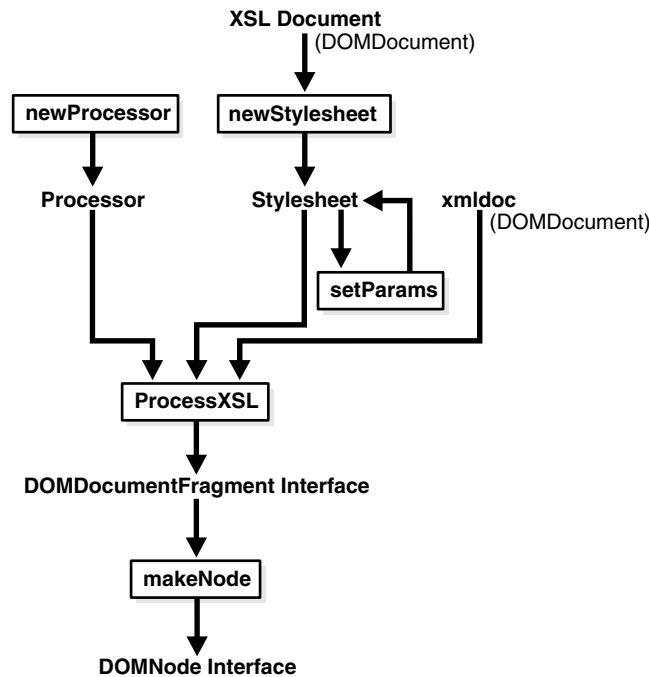 XSL Document
(DOMDocument)
newProcessor
newStylesheet
Processor
Stylesheet
xmldoc
(DOMDocument)
setParams
ProcessXSL
DOMDocumentFragment Interface
makeNode
DOMNode Interface